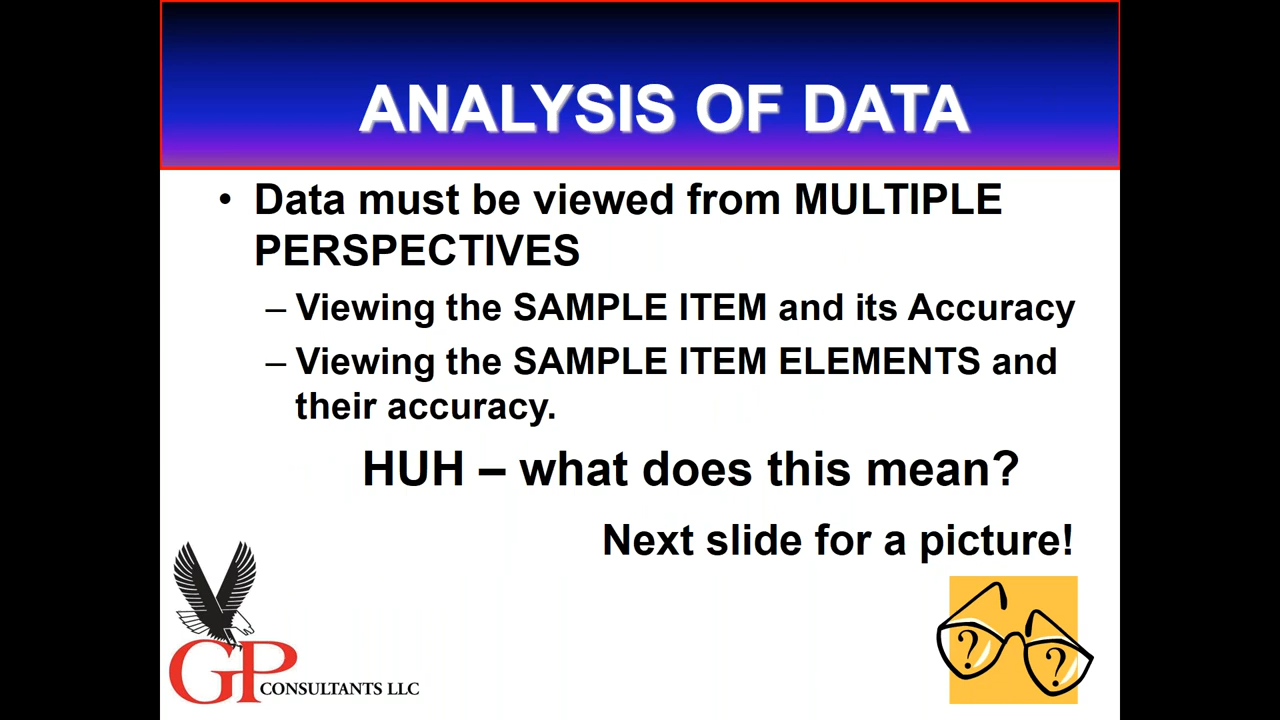 ANALYSIS OF DATA
• Data must be viewed from MULTIPLE
PERSPECTIVES
– Viewing the SAMPLE ITEM and its Accuracy
– Viewing the SAMPLE ITEM ELEMENTS and
their accuracy.
HUH – what does this mean?
Next slide for a picture!
GP CONSULTANTS LLC
? ?